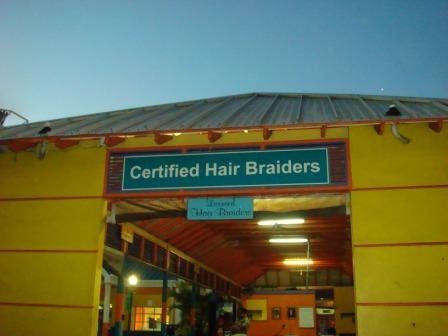 Certified Hair Braiders
Licensed
Hair Braiders